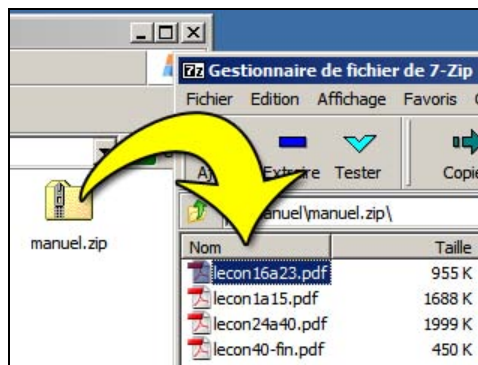 Gestionnaire de fichier de 7-Zip
Fichier Edition Affichage Favoris
Extraire Tester Copie
manuel\manuel.zip\
manuel.zip
Nom Taille
lecon16a23.pdf 955 K
lecon1a15.pdf 1688 K
lecon24a40.pdf 1999 K
lecon40-fin.pdf 450 K